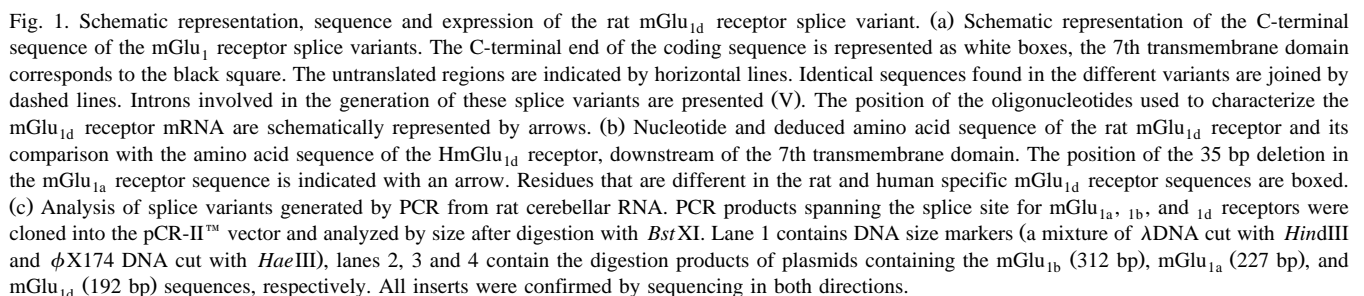 Fig. 1. Schematic representation, sequence and expression of the rat mGlu1d receptor splice variant. (a) Schematic representation of the C-terminal
sequence of the mGlu1 receptor splice variants. The C-terminal end of the coding sequence is represented as white boxes, the 7th transmembrane domain
corresponds to the black square. The untranslated regions are indicated by horizontal lines. Identical sequences found in the different variants are joined by
dashed lines. Introns involved in the generation of these splice variants are presented (V). The position of the oligonucleotides used to characterize the
mGlu1d receptor mRNA are schematically represented by arrows. (b) Nucleotide and deduced amino acid sequence of the rat mGlu1d receptor and its
comparison with the amino acid sequence of the HmGlu1d receptor, downstream of the 7th transmembrane domain. The position of the 35 bp deletion in
the mGlu1a receptor sequence is indicated with an arrow. Residues that are different in the rat and human specific mGlu1d receptor sequences are boxed.
(c) Analysis of splice variants generated by PCR from rat cerebellar RNA. PCR products spanning the splice site for mGlu1a, 1b, and 1d receptors were
cloned into the pCR-II™ vector and analyzed by size after digestion with BstXI. Lane 1 contains DNA size markers (a mixture of λDNA cut with HindIII
and ϕX174 DNA cut with HaeIII), lanes 2, 3 and 4 contain the digestion products of plasmids containing the mGlu1b (312 bp), mGlu1a (227 bp), and
mGlu1d (192 bp) sequences, respectively. All inserts were confirmed by sequencing in both directions.